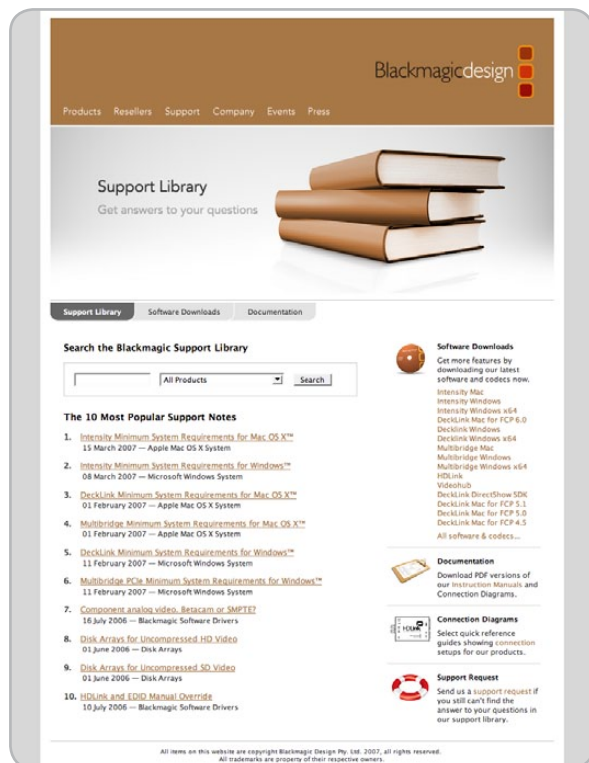 Blackmagicdesign
Products Resellers Support Company Events Press
Support Library
Get answers to your questions
Support Library Software Downloads Documentation
Search the Blackmagic Support Library
All Products Search
The 10 Most Popular Support Notes
1. Intensity Minimum System Requirements for Mac OS X™
15 March 2007 — Apple Mac OS X System
2. Intensity Minimum System Requirements for Windows™
08 March 2007 — Microsoft Windows System
3. DeckLink Minimum System Requirements for Mac OS X™
01 February 2007 — Apple Mac OS X System
4. Multibridge Minimum System Requirements for Mac OS X™
01 February 2007 — Apple Mac OS X System
5. DeckLink Minimum System Requirements for Windows™
11 February 2007 — Microsoft Windows System
6. Multibridge PCIe Minimum System Requirements for Windows™
11 February 2007 — Microsoft Windows System
7. Component analog video. Betacam or SMPTE?
16 July 2006 — Blackmagic Software Drivers
8. Disk Arrays for Uncompressed HD Video
01 June 2006 — Disk Arrays
9. Disk Arrays for Uncompressed SD Video
01 June 2006 — Disk Arrays
10. HDLink and EDID Manual Override
10 July 2006 — Blackmagic Software Drivers
Software Downloads
Get more features by
downloading our latest
software and codecs now.
Intensity Mac
Intensity Windows
Intensity Windows x64
DeckLink Mac for FCP 6.0
Decklink Windows
Decklink Windows x64
Multibridge Mac
Multibridge Windows
Multibridge Windows x64
HDLink
Videohub
DeckLink DirectShow SDK
DeckLink Mac for FCP 5.1
DeckLink Mac for FCP 5.0
DeckLink Mac for FCP 4.5
All software & codecs...
Documentation
Download PDF versions of
our Instruction Manuals and
Connection Diagrams.
HDLink
Connection Diagrams
Select quick reference
guides showing connection
setups for our products.
Support Request
Send us a support request if
you still can't find the
answer to your questions in
our support library.
All items on this website are copyright Blackmagic Design Pty. Ltd. 2007, all rights reserved.
All trademarks are property of their respective owners.